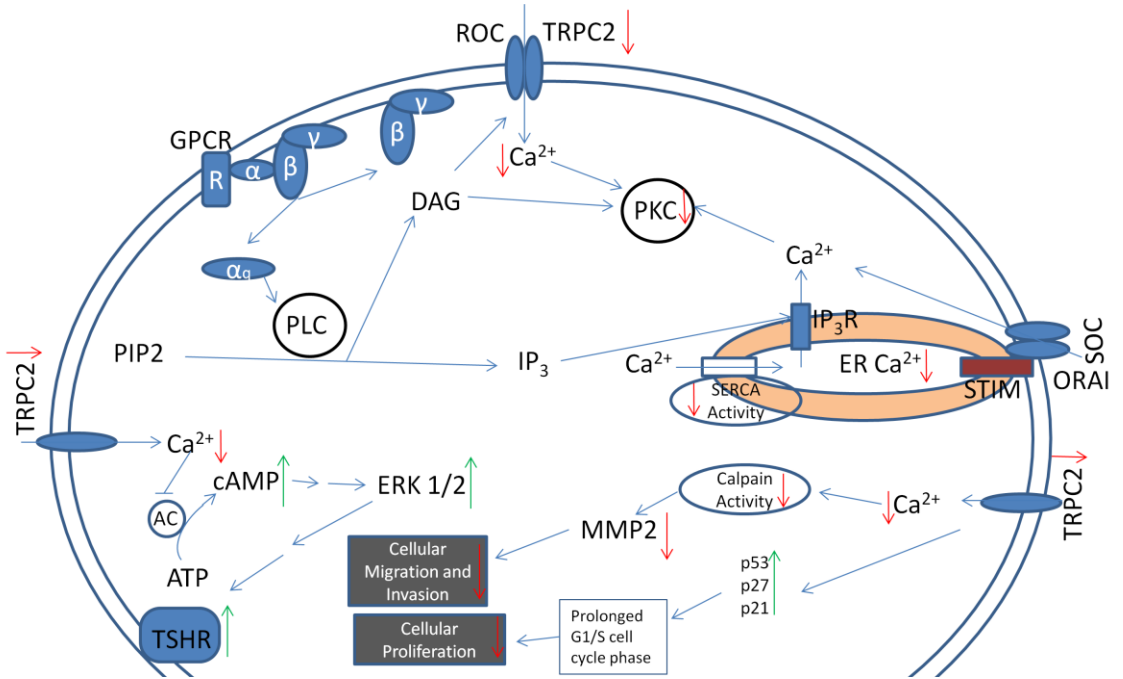 ROC TRPC2
GPCR
R α β γ
β γ
Ca²⁺
DAG
PKC
αq
PLC
Ca²⁺
PIP2
IP₃
IP₃R
Ca²⁺
ER Ca²⁺
SERCA
Activity
STIM
SOC
ORAI
TRPC2
Ca²⁺
cAMP
ERK 1/2
AC
ATP
TSHR
Calpain
Activity
Ca²⁺
TRPC2
MMP2
Cellular
Migration and
Invasion
p53
p27
p21
Prolonged
G1/S cell
cycle phase
Cellular
Proliferation